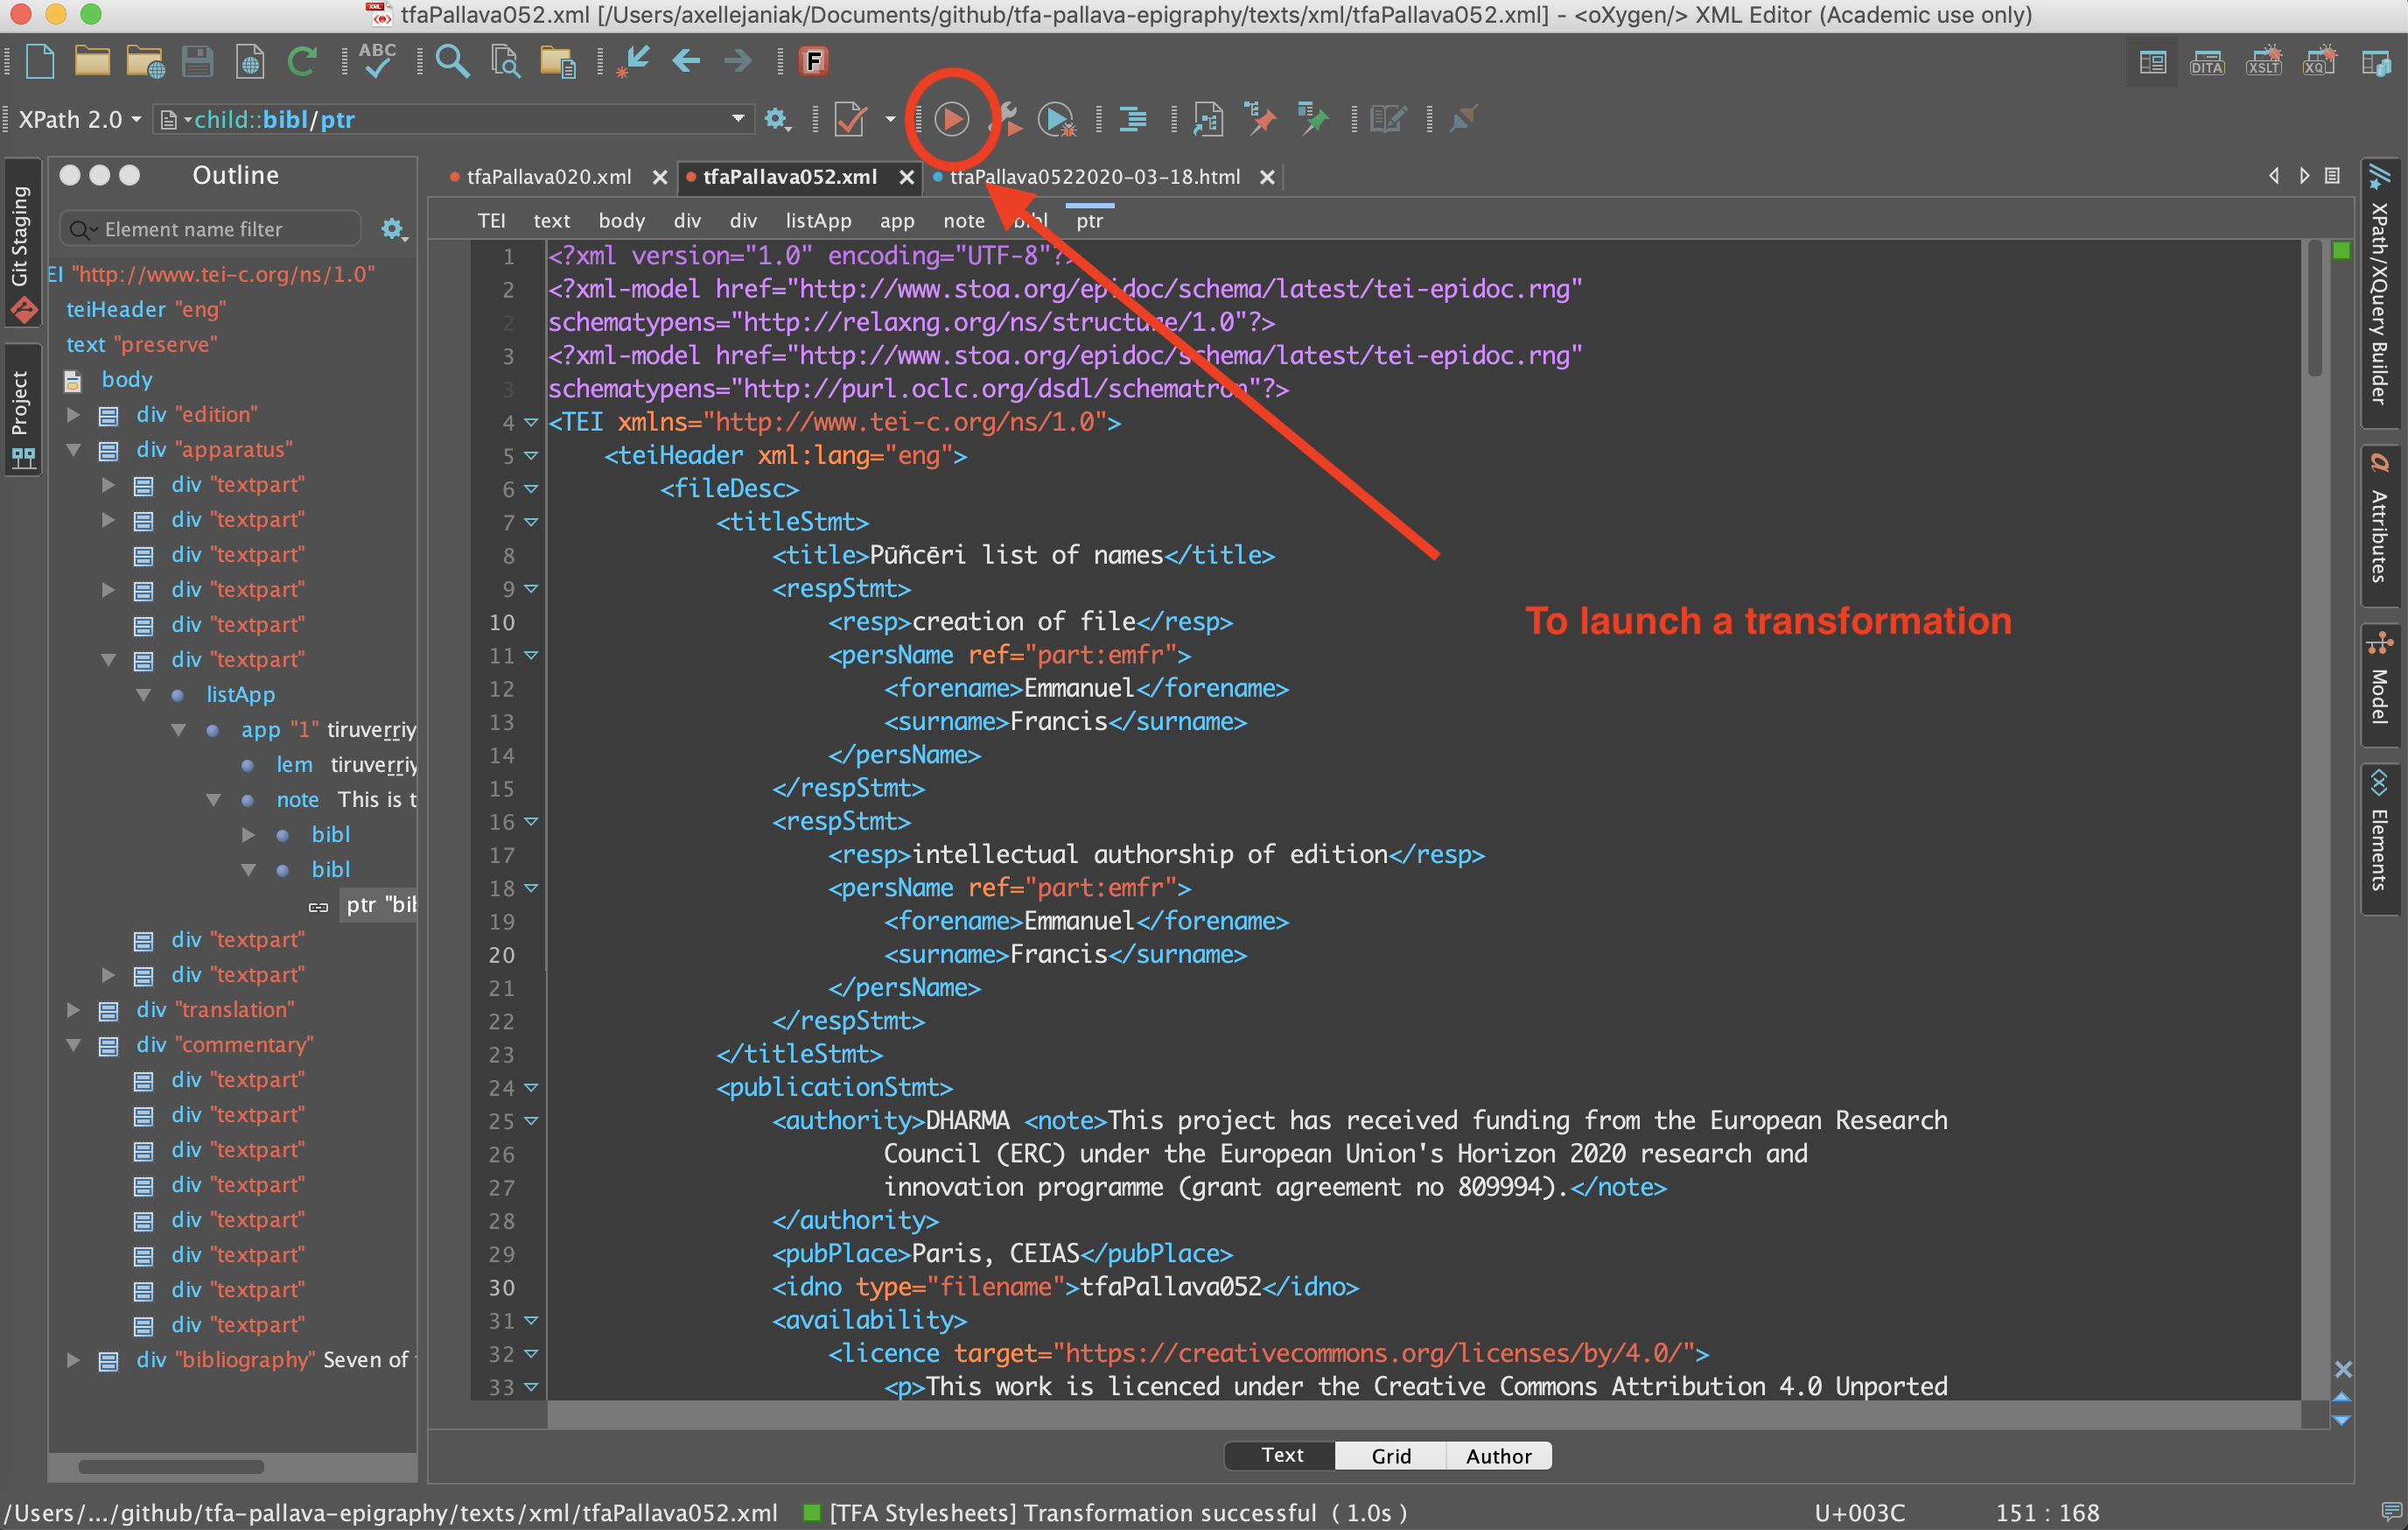 tfaPallava052.xml [/Users/axellejaniak/Documents/github/tfa-pallava-epigraphy/texts/xml/tfaPallava052.xml] - <oXygen/> XML Editor (Academic use only)
ABC
F
DITA
XSLT
XQ
XPath 2.0
child::bibl/ptr
Git Staging
Project
Outline
Element name filter
EI "http://www.tei-c.org/ns/1.0"
teiHeader "eng"
text "preserve"
body
div "edition"
div "apparatus"
div "textpart"
div "textpart"
div "textpart"
div "textpart"
div "textpart"
div "textpart"
listApp
app "1" tiruveṟṟiy
lem tiruveṟṟiy
note This is t
bibl
bibl
ptr "bib
div "textpart"
div "textpart"
div "translation"
div "commentary"
div "textpart"
div "textpart"
div "textpart"
div "textpart"
div "textpart"
div "textpart"
div "textpart"
div "textpart"
div "bibliography" Seven of
tfaPallava020.xml
tfaPallava052.xml
tfaPallava0522020-03-18.html
TEI text body div div listApp app note bibl ptr
1 <?xml version="1.0" encoding="UTF-8"?>
2 <?xml-model href="http://www.stoa.org/epidoc/schema/latest/tei-epidoc.rng"
2 schematypens="http://relaxng.org/ns/structure/1.0"?>
3 <?xml-model href="http://www.stoa.org/epidoc/schema/latest/tei-epidoc.rng"
3 schematypens="http://purl.oclc.org/dsdl/schematron"?>
4 <TEI xmlns="http://www.tei-c.org/ns/1.0">
5 <teiHeader xml:lang="eng">
6 <fileDesc>
7 <titleStmt>
8 <title>Pūñcēri list of names</title>
9 <respStmt>
10 <resp>creation of file</resp>
11 <persName ref="part:emfr">
12 <forename>Emmanuel</forename>
13 <surname>Francis</surname>
14 </persName>
15 </respStmt>
16 <respStmt>
17 <resp>intellectual authorship of edition</resp>
18 <persName ref="part:emfr">
19 <forename>Emmanuel</forename>
20 <surname>Francis</surname>
21 </persName>
22 </respStmt>
23 </titleStmt>
24 <publicationStmt>
25 <authority>DHARMA <note>This project has received funding from the European Research
26 Council (ERC) under the European Union's Horizon 2020 research and
27 innovation programme (grant agreement no 809994).</note>
28 </authority>
29 <pubPlace>Paris, CEIAS</pubPlace>
30 <idno type="filename">tfaPallava052</idno>
31 <availability>
32 <licence target="https://creativecommons.org/licenses/by/4.0/">
33 <p>This work is licenced under the Creative Commons Attribution 4.0 Unported
To launch a transformation
XPath/XQuery Builder
a Attributes
Model
Elements
Text Grid Author
/Users/.../github/tfa-pallava-epigraphy/texts/xml/tfaPallava052.xml [TFA Stylesheets] Transformation successful ( 1.0s ) U+003C 151 : 168